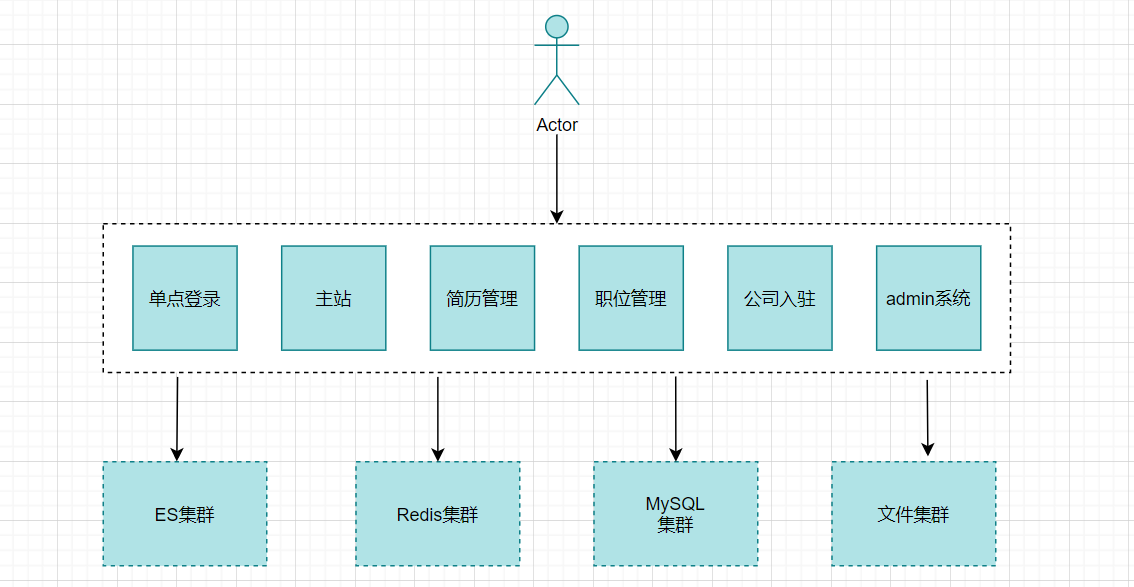 Actor
单点登录
主站
简历管理
职位管理
公司入驻
admin系统
ES集群
Redis集群
MySQL
集群
文件集群